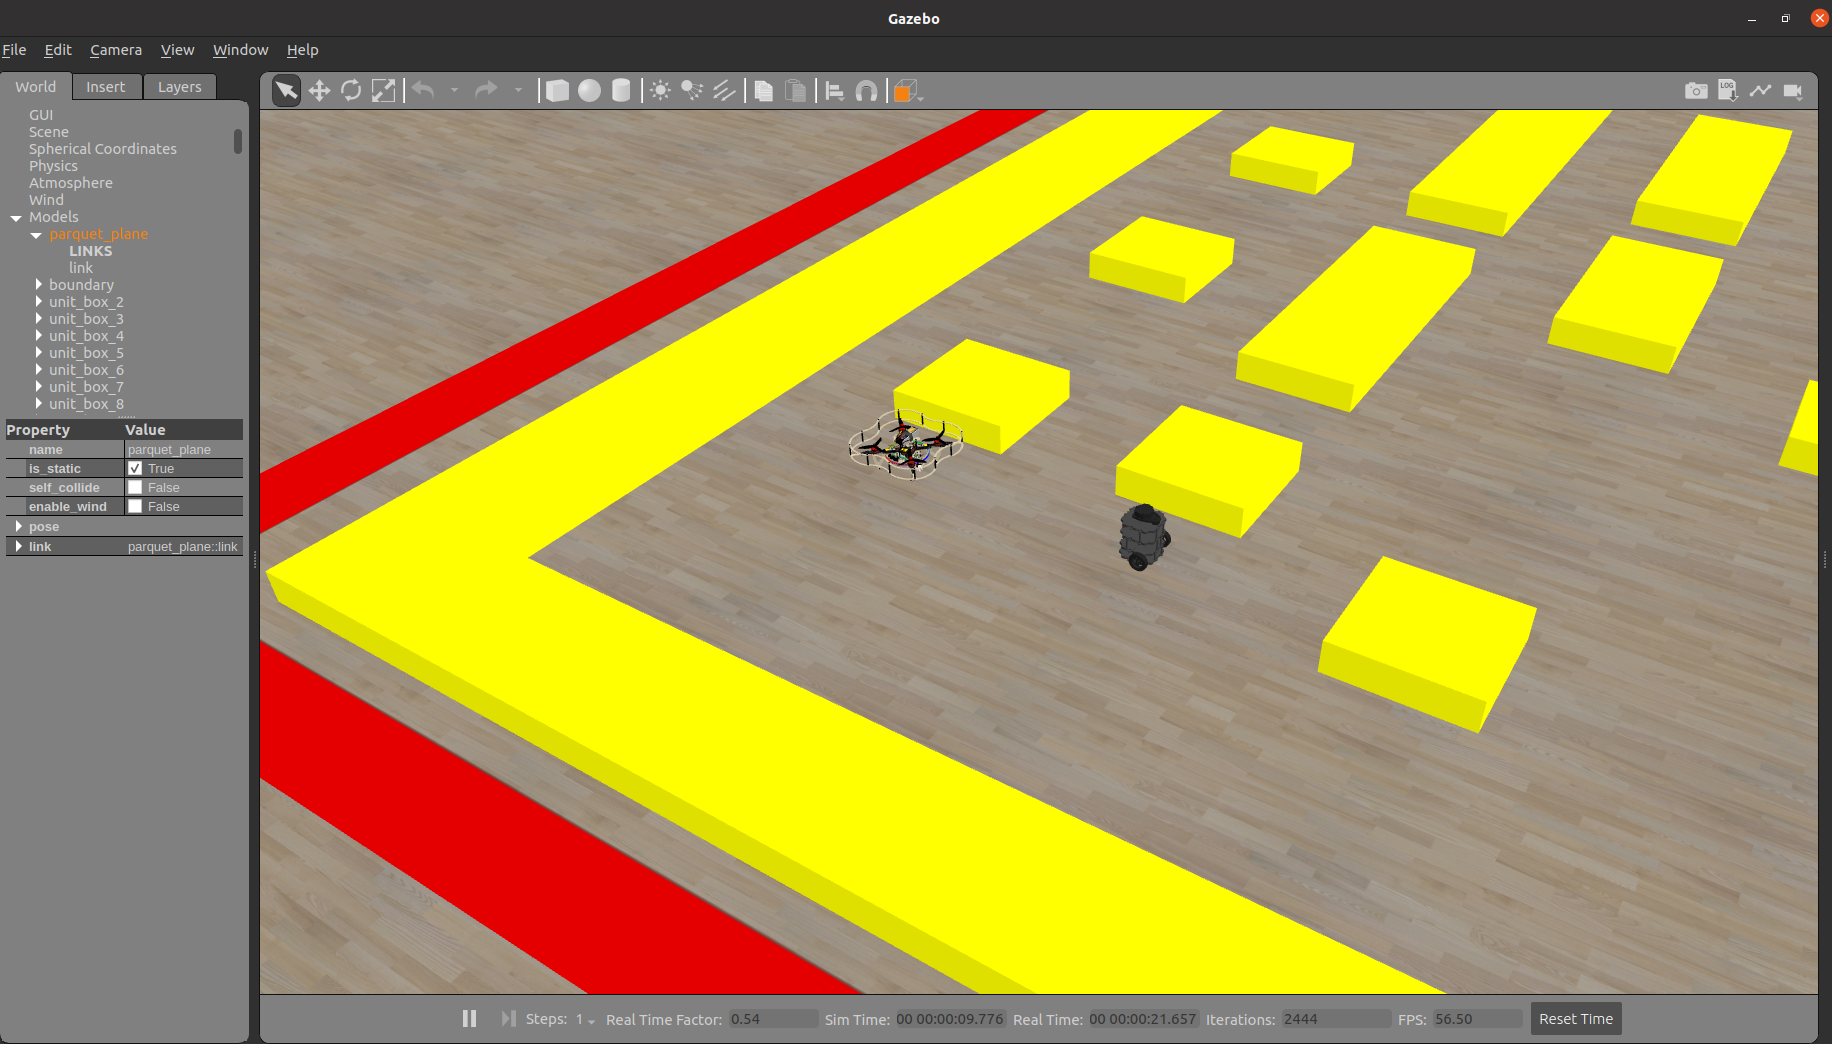 Gazebo
File Edit Camera View Window Help
World Insert Layers
GUI
Scene
Spherical Coordinates
Physics
Atmosphere
Wind
Models
parquet_plane
LINKS
link
boundary
unit_box_2
unit_box_3
unit_box_4
unit_box_5
unit_box_6
unit_box_7
unit_box_8
Property Value
name parquet_plane
is_static True
self_collide False
enable_wind False
pose
link parquet_plane::link
LOG
Steps: 1 Real Time Factor: 0.54 Sim Time: 00 00:00:09.776 Real Time: 00 00:00:21.657 Iterations: 2444 FPS: 56.50 Reset Time